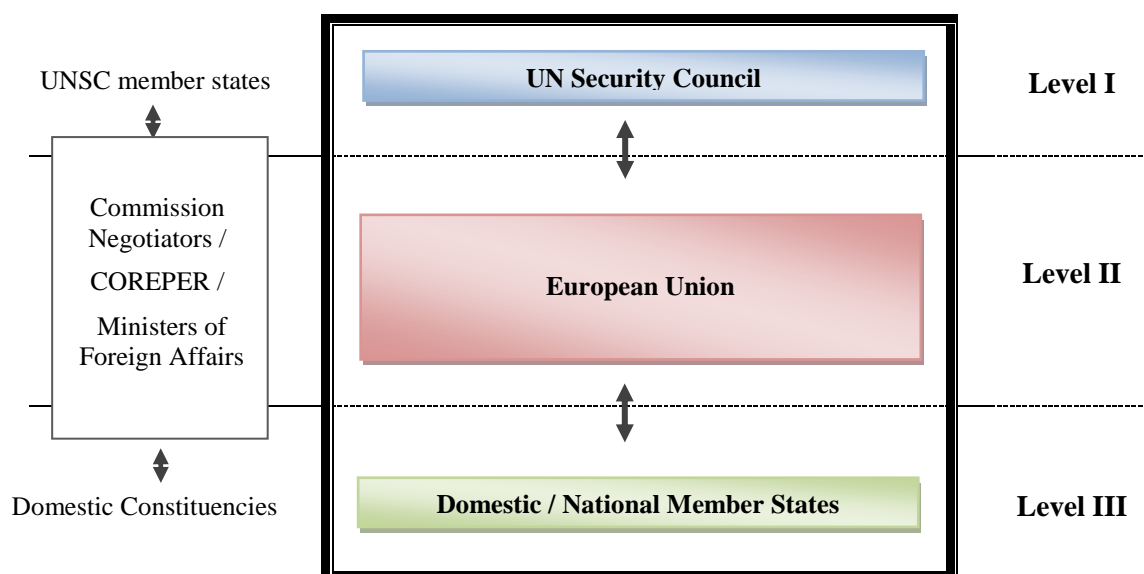 UN Security Council
UNSC member states
Level I
Commission
Negotiators /
COREPER /
Ministers of
Foreign Affairs
European Union
Level II
Domestic Constituencies
Domestic / National Member States
Level III